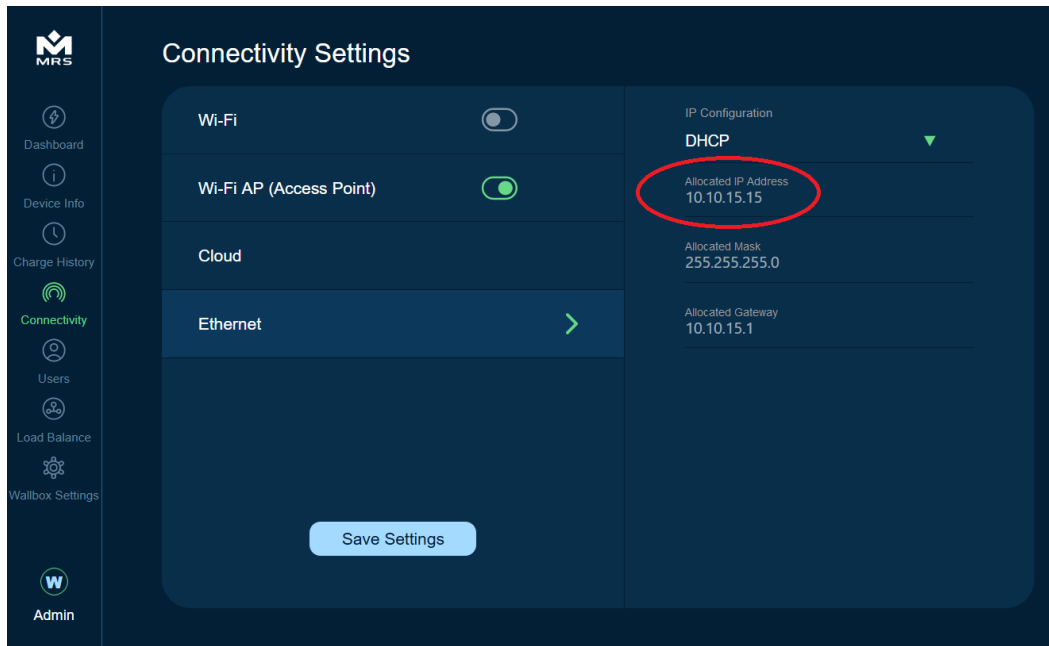 MRS
Dashboard
Device Info
Charge History
Connectivity
Users
Load Balance
Wallbox Settings
W
Admin
Connectivity Settings
Wi-Fi
Wi-Fi AP (Access Point)
Cloud
Ethernet
Save Settings
IP Configuration
DHCP
Allocated IP Address
10.10.15.15
Allocated Mask
255.255.255.0
Allocated Gateway
10.10.15.1